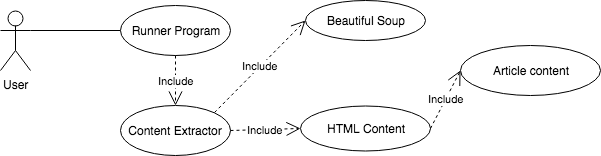 Runner Program
Beautiful Soup
Include
Include
Article content
User
Include
Content Extractor
Include
HTML Content